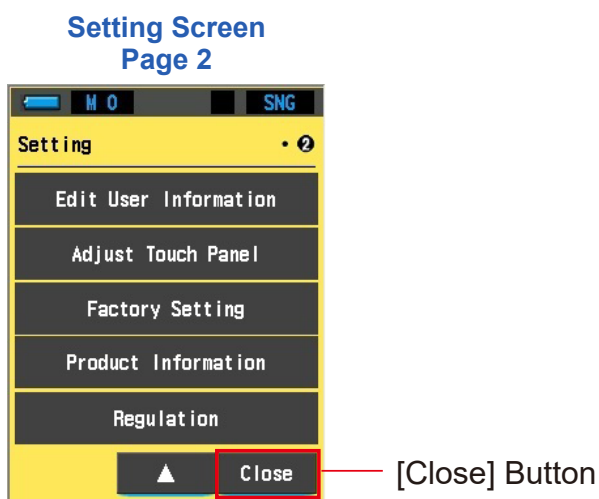 Setting Screen
Page 2
M 0 SNG
Setting • ❷
Edit User Information
Adjust Touch Panel
Factory Setting
Product Information
Regulation
▲ Close
[Close] Button